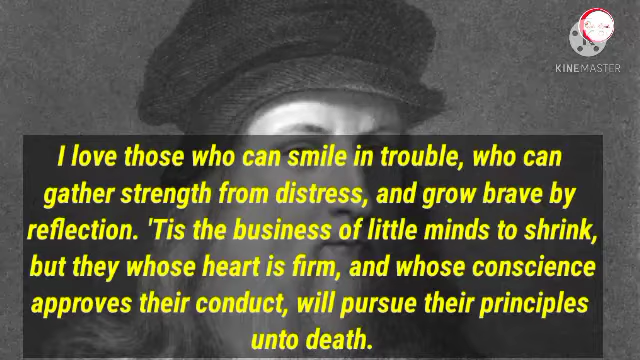 KINEMASTER
I love those who can smile in trouble, who can
gather strength from distress, and grow brave by
reflection. 'Tis the business of little minds to shrink,
but they whose heart is firm, and whose conscience
approves their conduct, will pursue their principles
unto death.